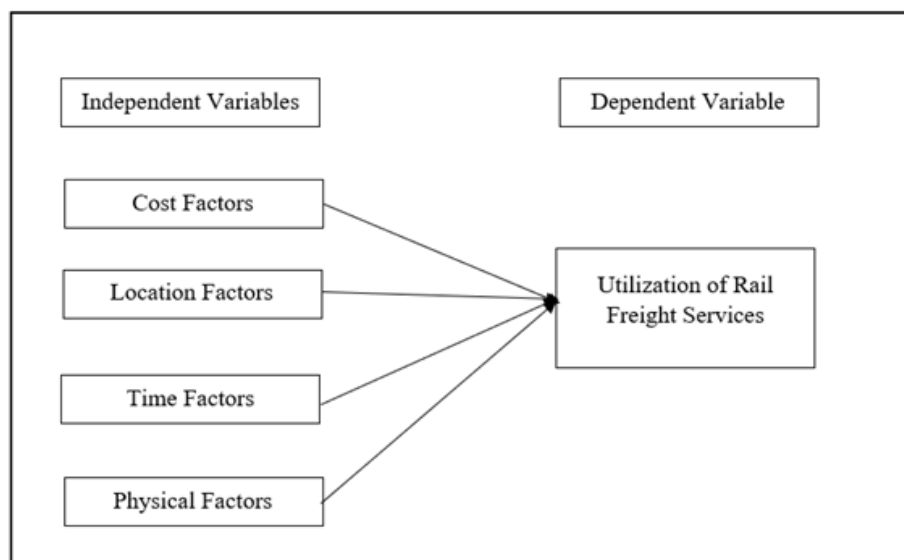 Independent Variables
Dependent Variable
Cost Factors
Location Factors
Utilization of Rail
Freight Services
Time Factors
Physical Factors